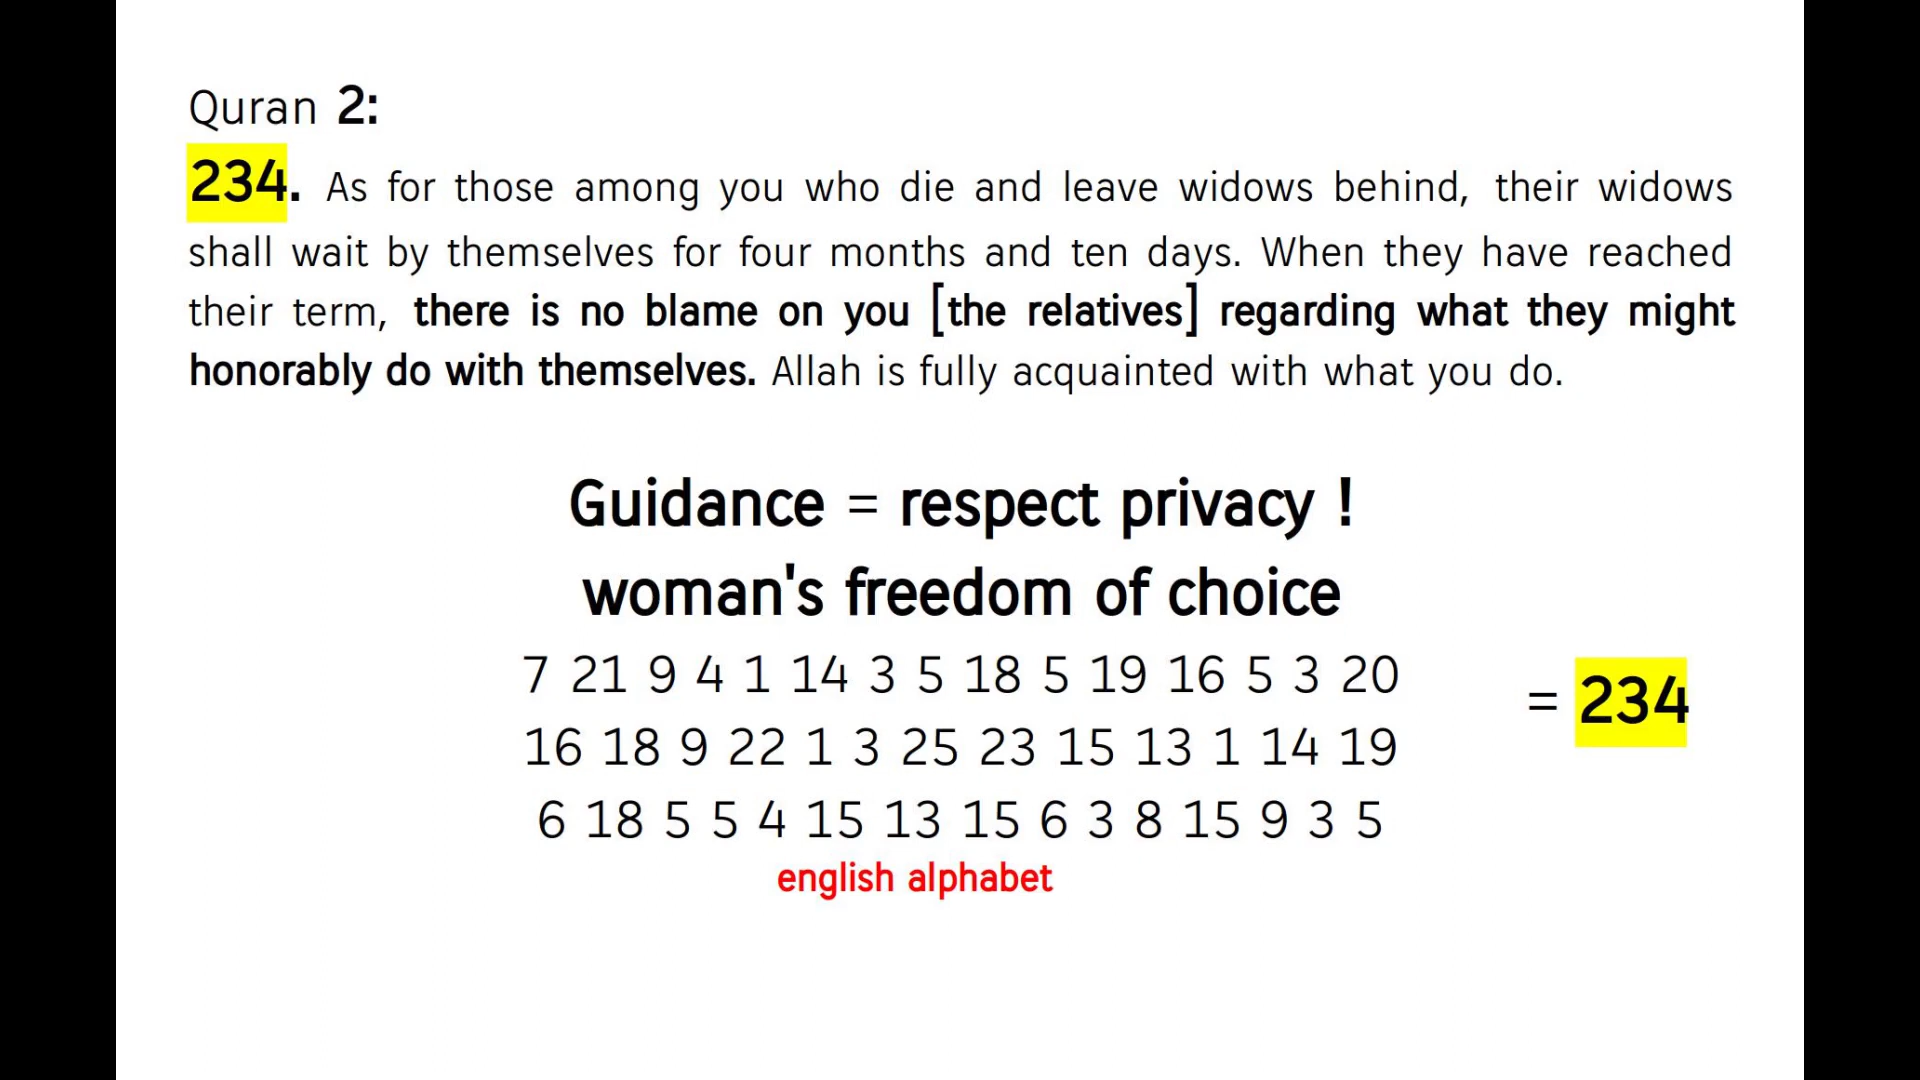 Quran 2:
234. As for those among you who die and leave widows behind, their widows
shall wait by themselves for four months and ten days. When they have reached
their term, there is no blame on you [the relatives] regarding what they might
honorably do with themselves. Allah is fully acquainted with what you do.
Guidance = respect privacy !
woman's freedom of choice
7 21 9 4 1 14 3 5 18 5 19 16 5 3 20
16 18 9 22 1 3 25 23 15 13 1 14 19
6 18 5 5 4 15 13 15 6 3 8 15 9 3 5
= 234
english alphabet